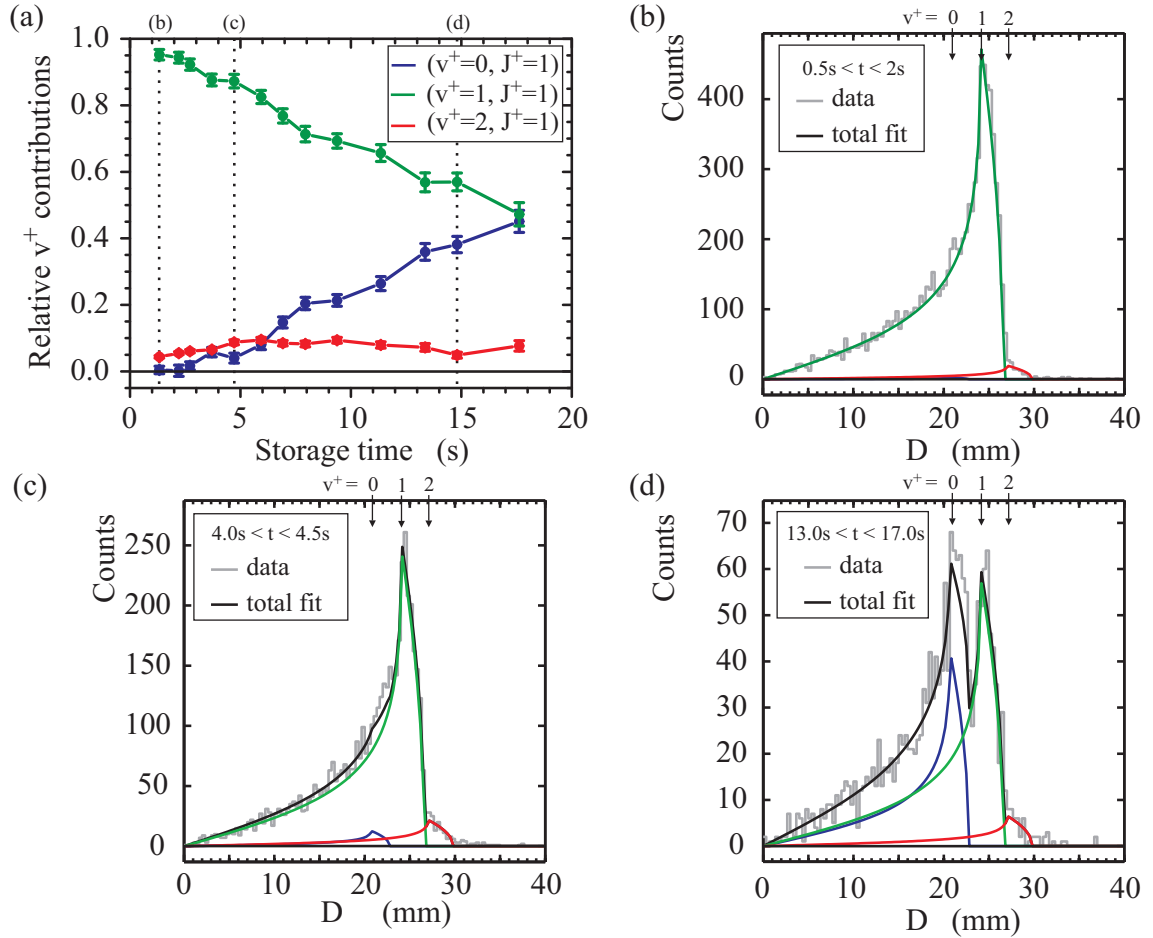 (a)
(b) (c) (d)
Relative v+ contributions
1.0
0.8
0.6
0.4
0.2
0.0
(v+=0, J+=1)
(v+=1, J+=1)
(v+=2, J+=1)
0 5 10 15 20
Storage time (s)
(b)
v+ = 0 1 2
Counts
400
300
200
100
0
0.5s < t < 2s
data
total fit
0 10 20 30 40
D (mm)
(c)
v+ = 0 1 2
Counts
250
200
150
100
50
0
4.0s < t < 4.5s
data
total fit
0 10 20 30 40
D (mm)
(d)
v+ = 0 1 2
Counts
70
60
50
40
30
20
10
0
13.0s < t < 17.0s
data
total fit
0 10 20 30 40
D (mm)